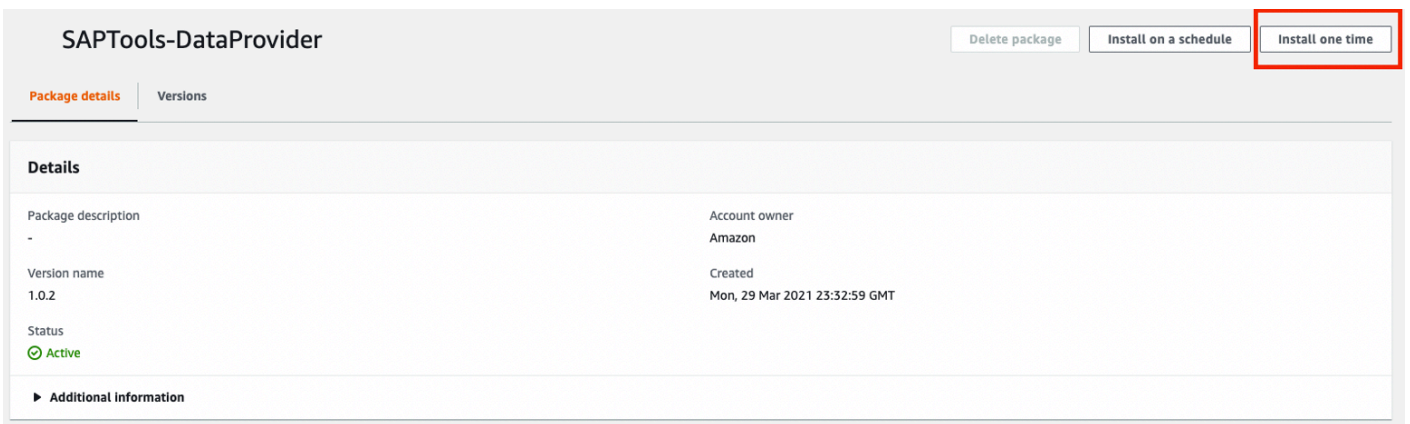 SAPTools-DataProvider
Delete package
Install on a schedule
Install one time
Package details
Versions
Details
Package description
-
Account owner
Amazon
Version name
1.0.2
Created
Mon, 29 Mar 2021 23:32:59 GMT
Status
Active
Additional information